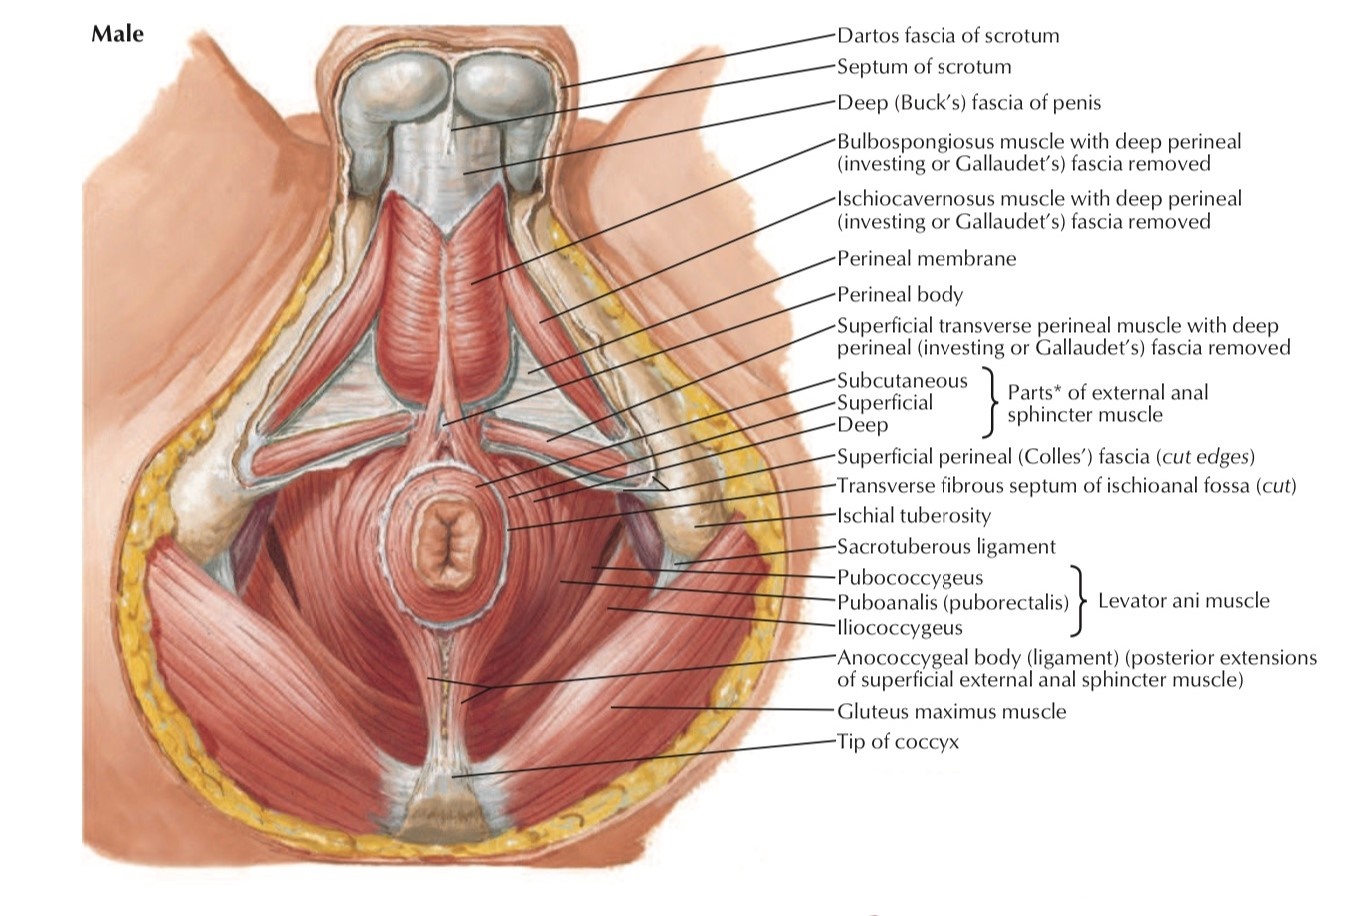 Male
Dartos fascia of scrotum
Septum of scrotum
Deep (Buck's) fascia of penis
Bulbospongiosus muscle with deep perineal
(investing or Gallaudet's) fascia removed
Ischiocavernosus muscle with deep perineal
(investing or Gallaudet's) fascia removed
Perineal membrane
Perineal body
Superficial transverse perineal muscle with deep
perineal (investing or Gallaudet's) fascia removed
Subcutaneous
Superficial
Deep
Parts* of external anal
sphincter muscle
Superficial perineal (Colles') fascia (cut edges)
Transverse fibrous septum of ischioanal fossa (cut)
Ischial tuberosity
Sacrotuberous ligament
Pubococcygeus
Puboanalis (puborectalis)
Iliococcygeus
Levator ani muscle
Anococcygeal body (ligament) (posterior extensions
of superficial external anal sphincter muscle)
Gluteus maximus muscle
Tip of coccyx